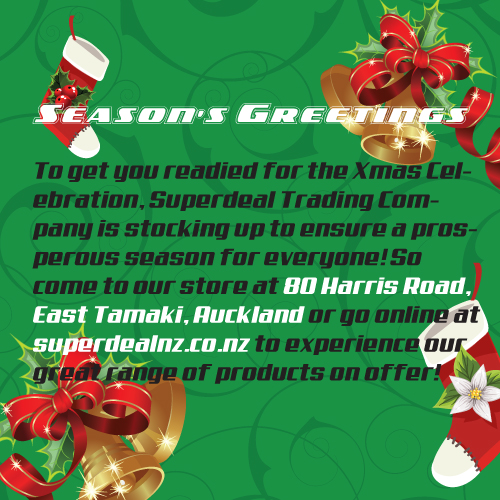 Season's Greetings
To get you readied for the Xmas Cel-
ebration, Superdeal Trading Com-
pany is stocking up to ensure a pros-
perous season for everyone! So
come to our store at 80 Harris Road,
East Tamaki, Auckland or go online at
superdealnz.co.nz to experience our
great range of products on offer!